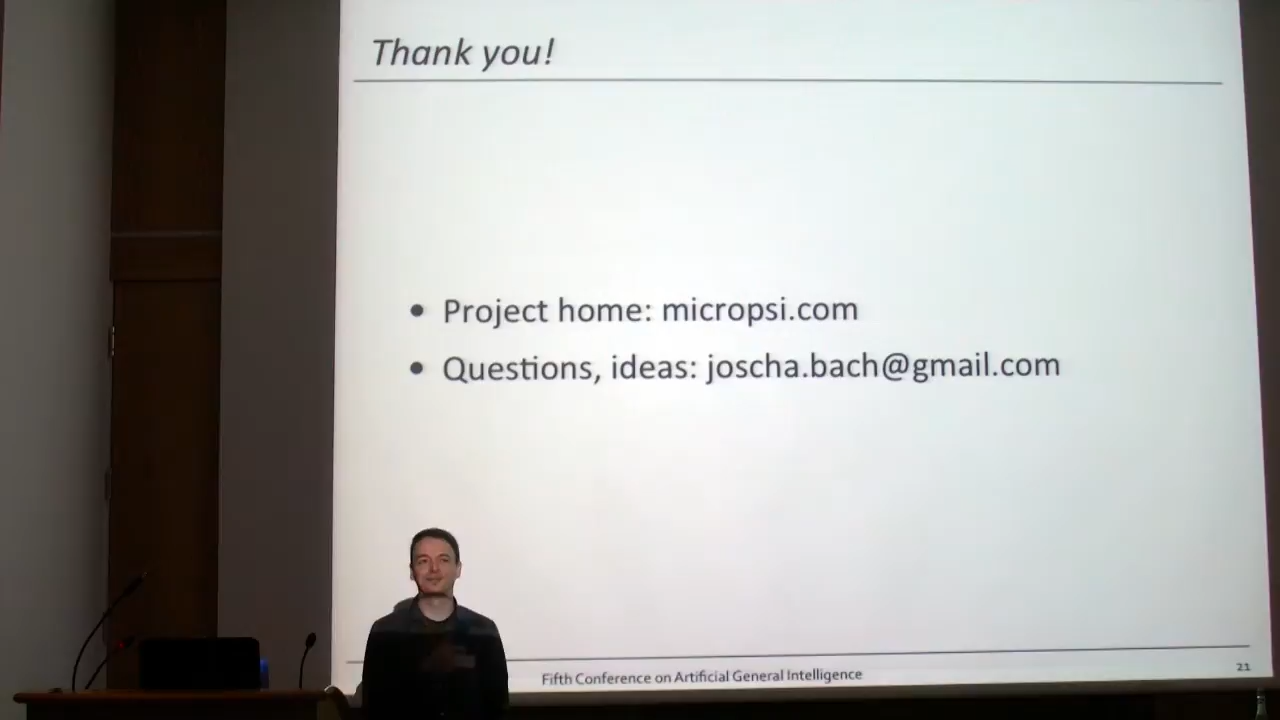 Thank you!
• Project home: micropsi.com
• Questions, ideas: joscha.bach@gmail.com
Fifth Conference on Artificial General Intelligence
21